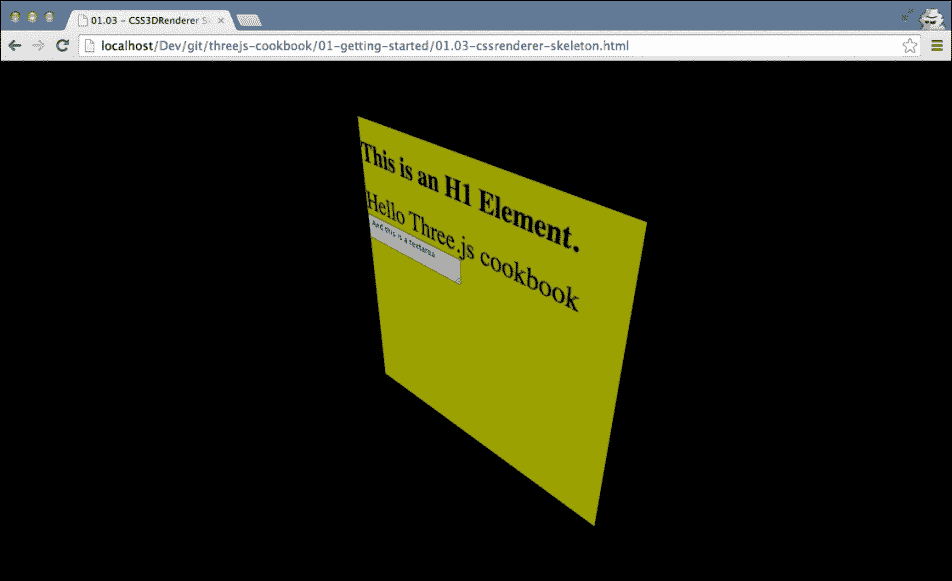 01.03 - CSS3DRenderer S
localhost/Dev/git/threejs-cookbook/01-getting-started/01.03-cssrenderer-skeleton.html
This is an H1 Element.
Hello Three.js cookbook
And this is a textarea